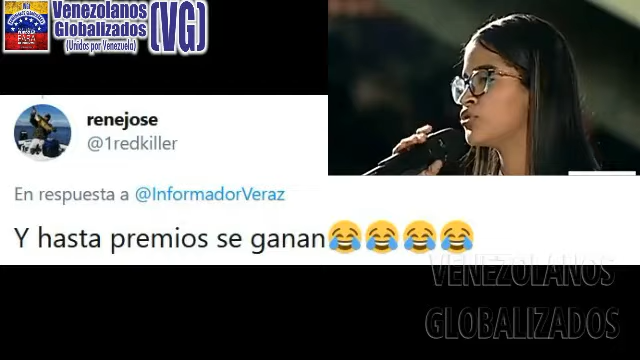 Venezolanos
Globalizados
(Unidos por Venezuela)
(VG)
renejose
@1redkiller
En respuesta a @InformadorVeraz
Y hasta premios se ganan😂😂😂😂
VENEZOLANOS
GLOBALIZADOS